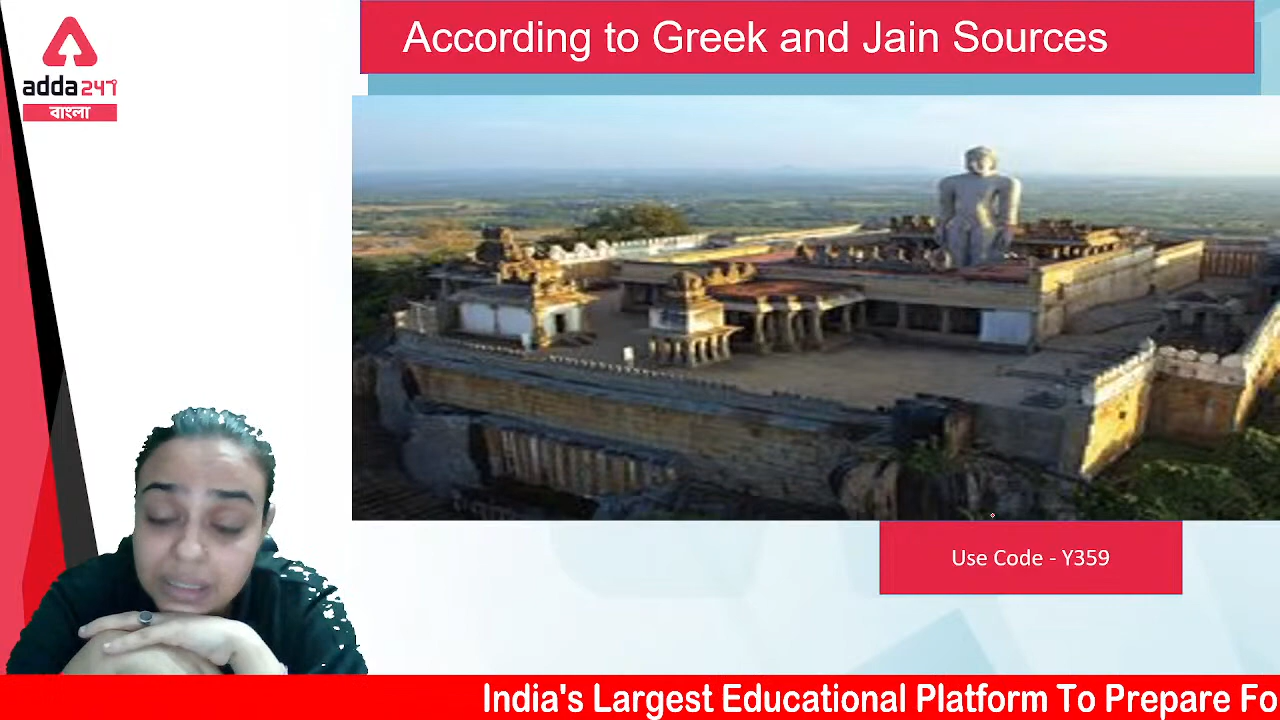 According to Greek and Jain Sources
adda247
বাংলা
Use Code - Y359
India's Largest Educational Platform To Prepare Fo